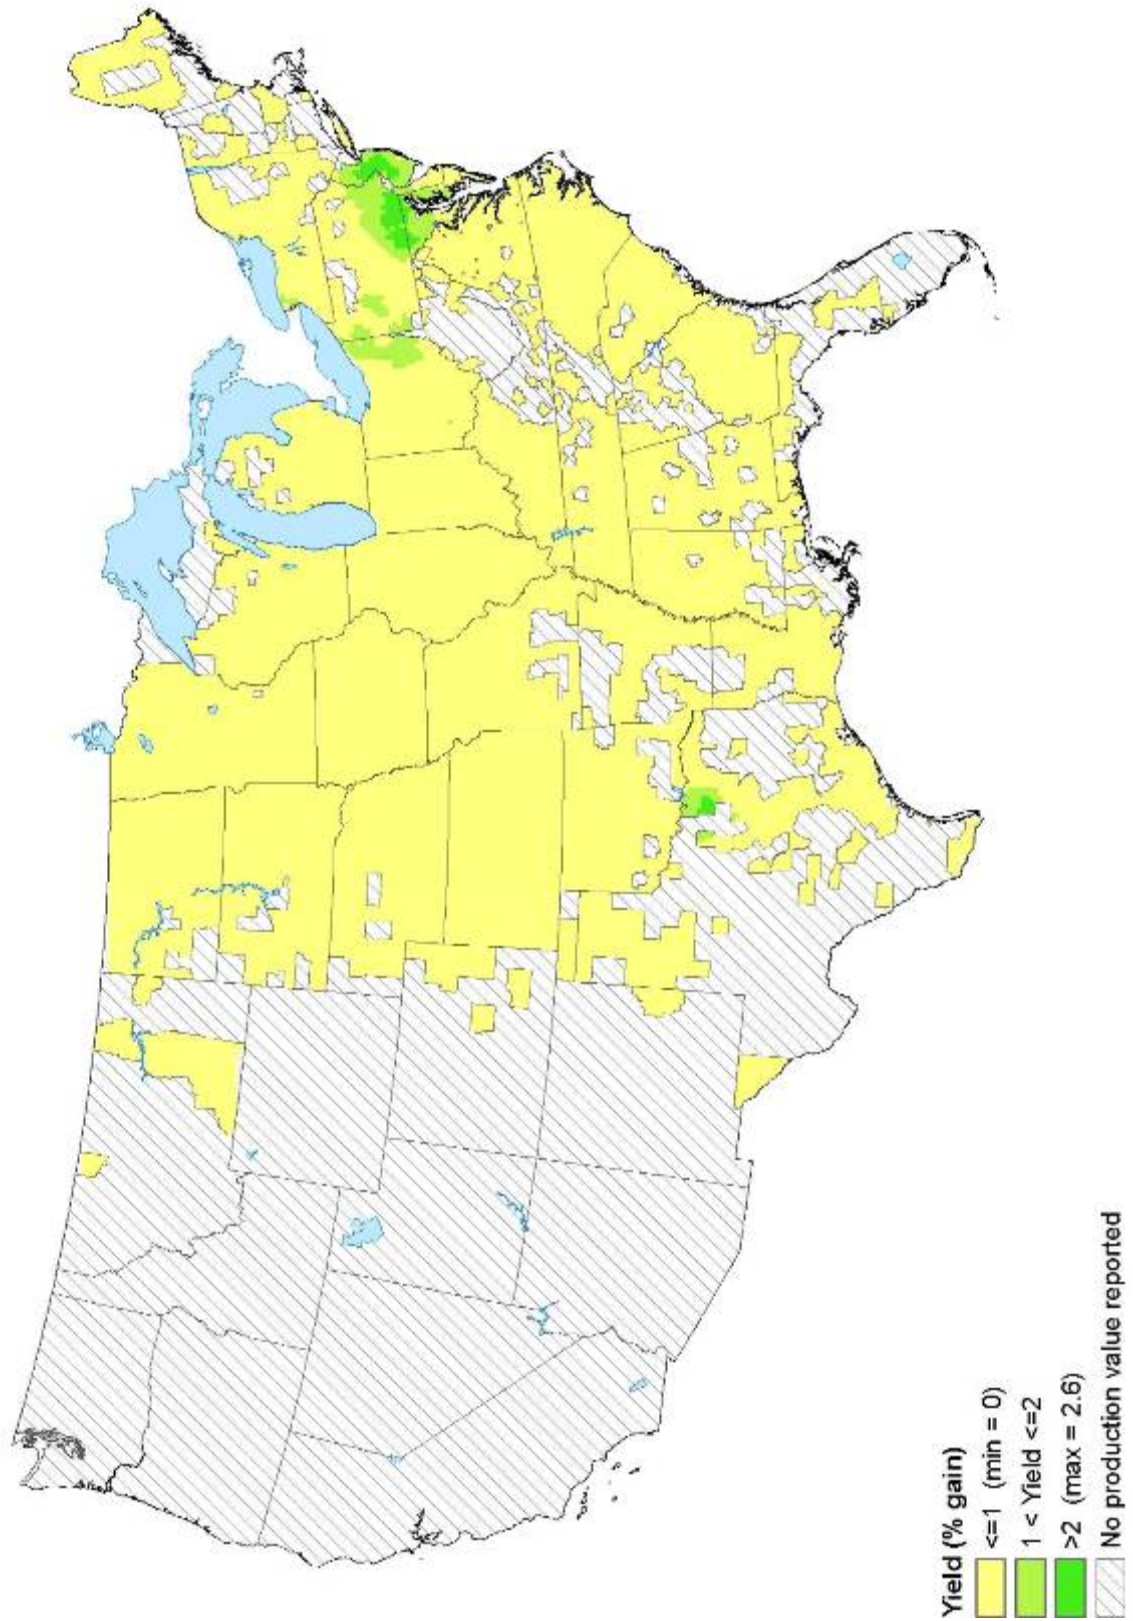 Yield (% gain)
<=1 (min = 0)
1 < Yield <=2
>2 (max = 2.6)
No production value reported